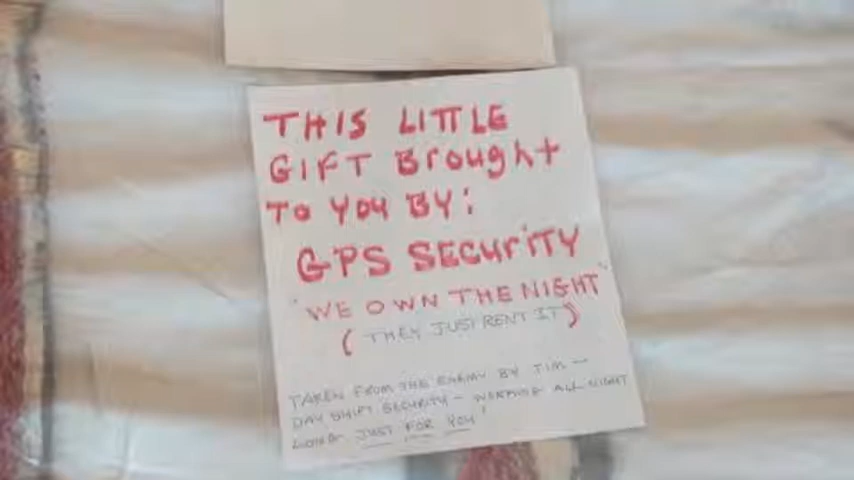 THIS LITTLE
GIFT Brought
TO YOU BY:
GPS SECURITY
"WE OWN THE NIGHT"
(THEY JUST RENT IT)
TAKEN FROM THE ENEMY BY TIM —
DAY SHIFT SECURITY - WORKING ALL NIGHT
LONG JUST FOR YOU!